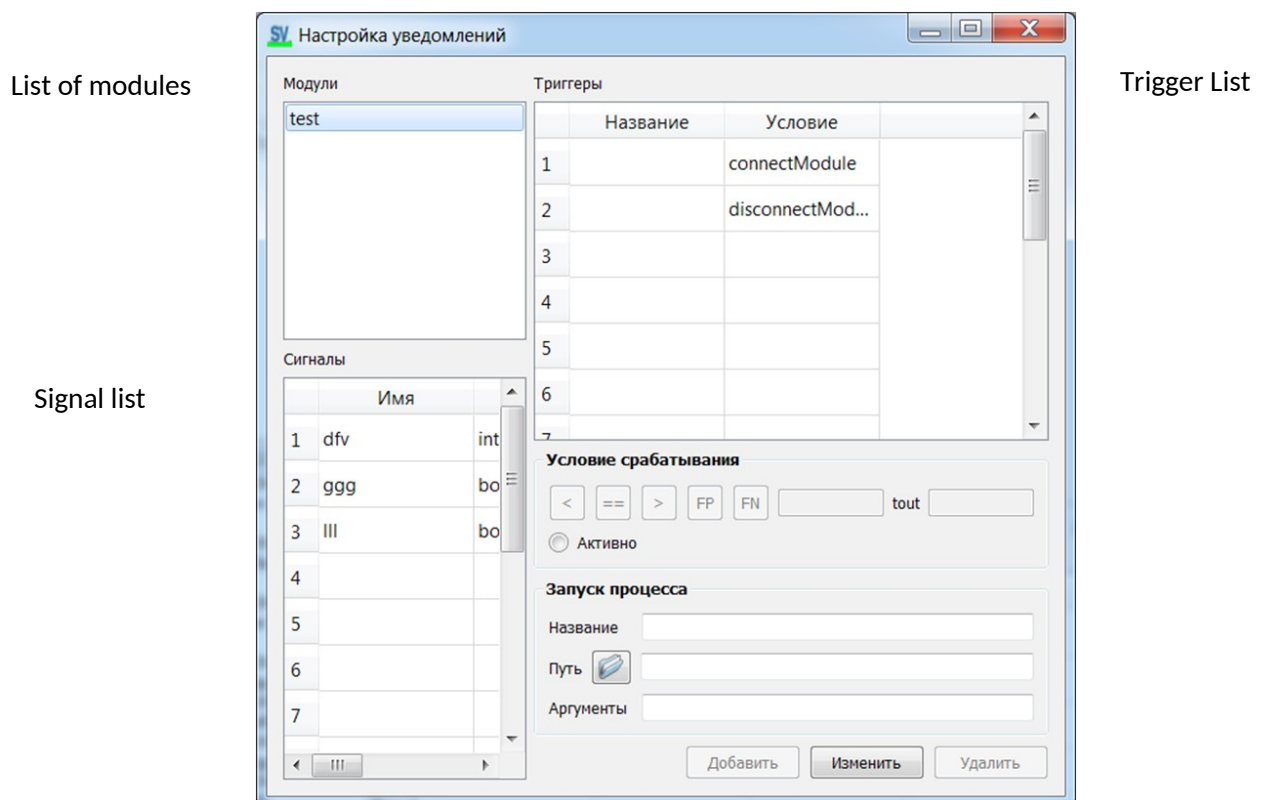 SV Настройка уведомлений
List of modules
Trigger List
Модули
test
Триггеры
Название Условие
1 connectModule
2 disconnectMod...
3
4
5
6
7
Signal list
Сигналы
Имя
1 dfv int
2 ggg bo
3 lll bo
4
5
6
7
Условие срабатывания
< == > FP FN tout
Активно
Запуск процесса
Название
Путь
Аргументы
Добавить Изменить Удалить